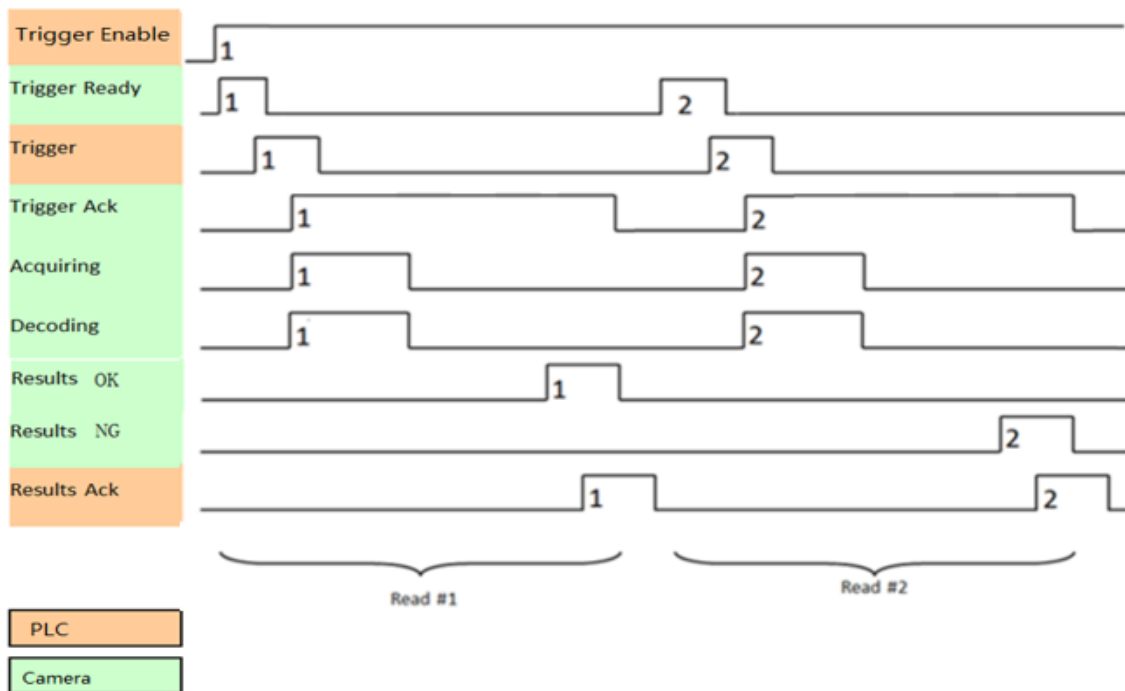 Trigger Enable
1
Trigger Ready
1
2
Trigger
1
2
Trigger Ack
1
2
Acquiring
1
2
Decoding
1
2
Results OK
1
Results NG
2
Results Ack
1
2
Read #1
Read #2
PLC
Camera